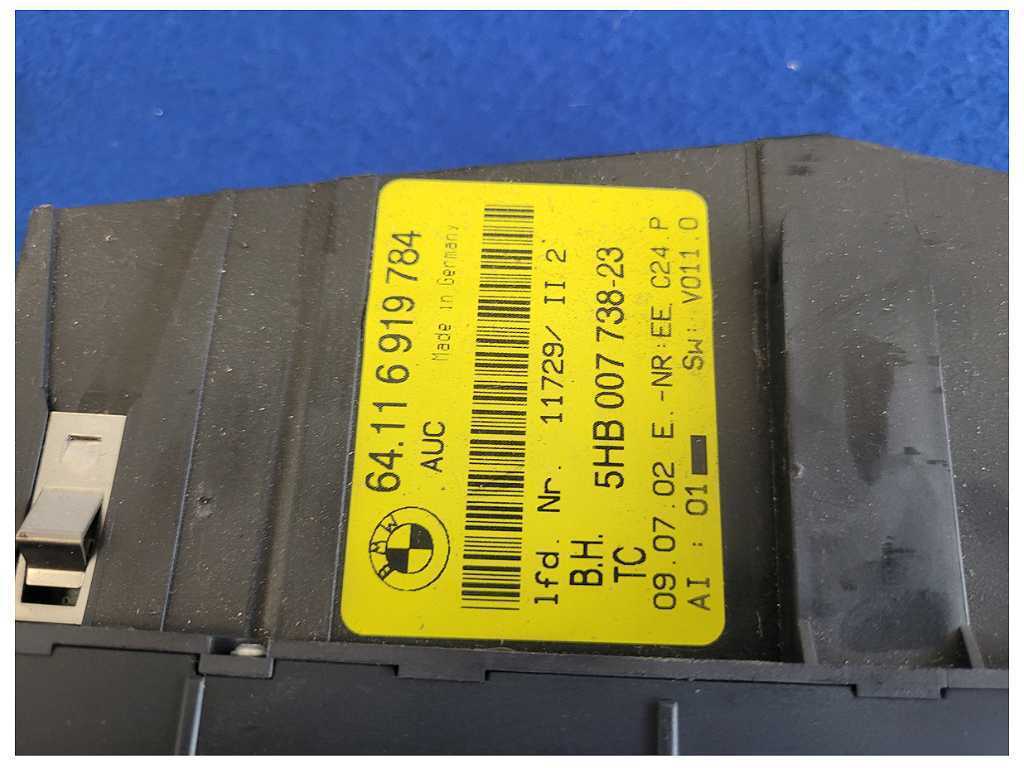 BMW
64.11 6 919 784
AUC
Made in Germany
lfd. Nr. 11729/ II 2
B.H. 5HB 007 738-23
TC
09.07.02 E.-NR:EE. C24.P
AI: 01 SW: V011.0